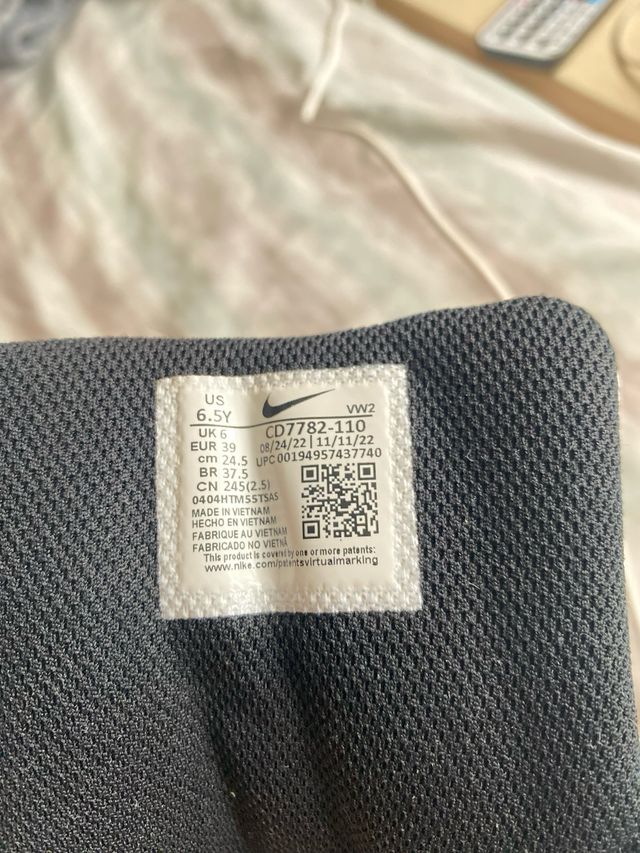 US
6.5Y
VW2
UK 6
CD7782-110
EUR 39
08/24/22 | 11/11/22
cm 24.5
UPC 00194957437740
BR 37.5
CN 245(2.5)
0404HTM55TSAS
MADE IN VIETNAM
HECHO EN VIETNAM
FABRIQUE AU VIETNAM
FABRICADO NO VIETNÃ
This product is covered by one or more patents:
www.nike.com/patentsvirtualmarking